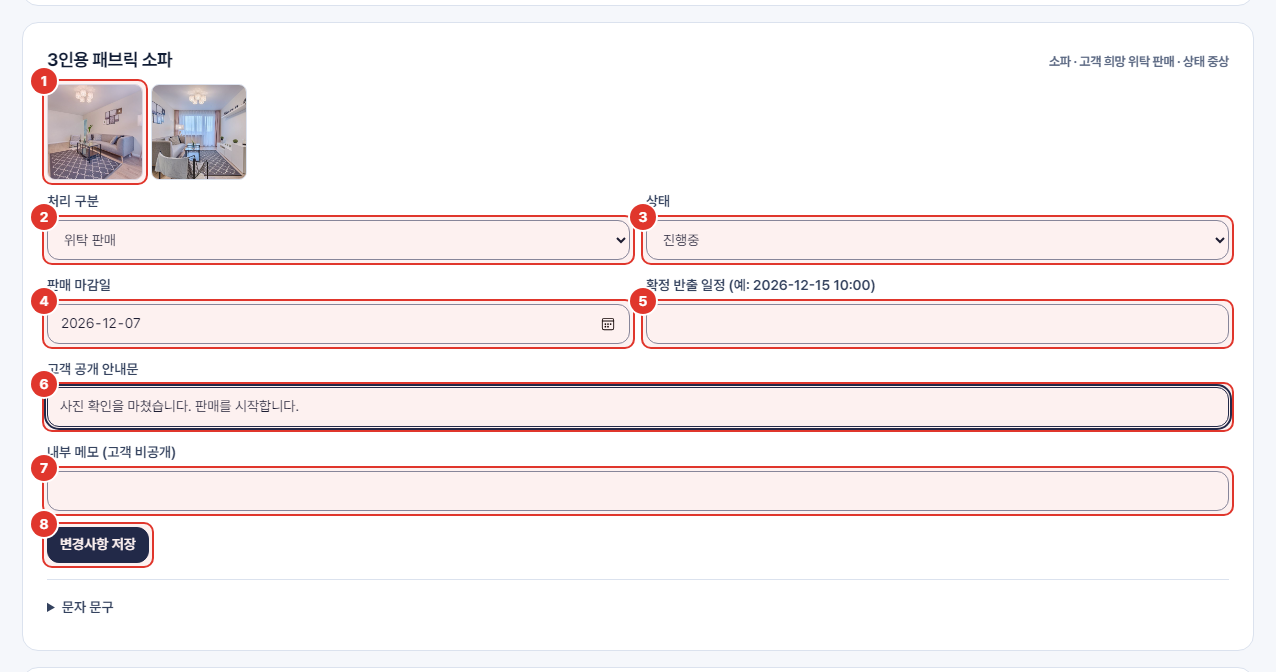 3인용 패브릭 소파
소파 · 고객 희망 위탁 판매 · 상태 중상
1
처리 구분
상태
2
위탁 판매
3
진행중
판매 마감일
확정 반출 일정 (예: 2026-12-15 10:00)
4
2026-12-07
5
고객 공개 안내문
6
사진 확인을 마쳤습니다. 판매를 시작합니다.
내부 메모 (고객 비공개)
7
8
변경사항 저장
▶ 문자 문구